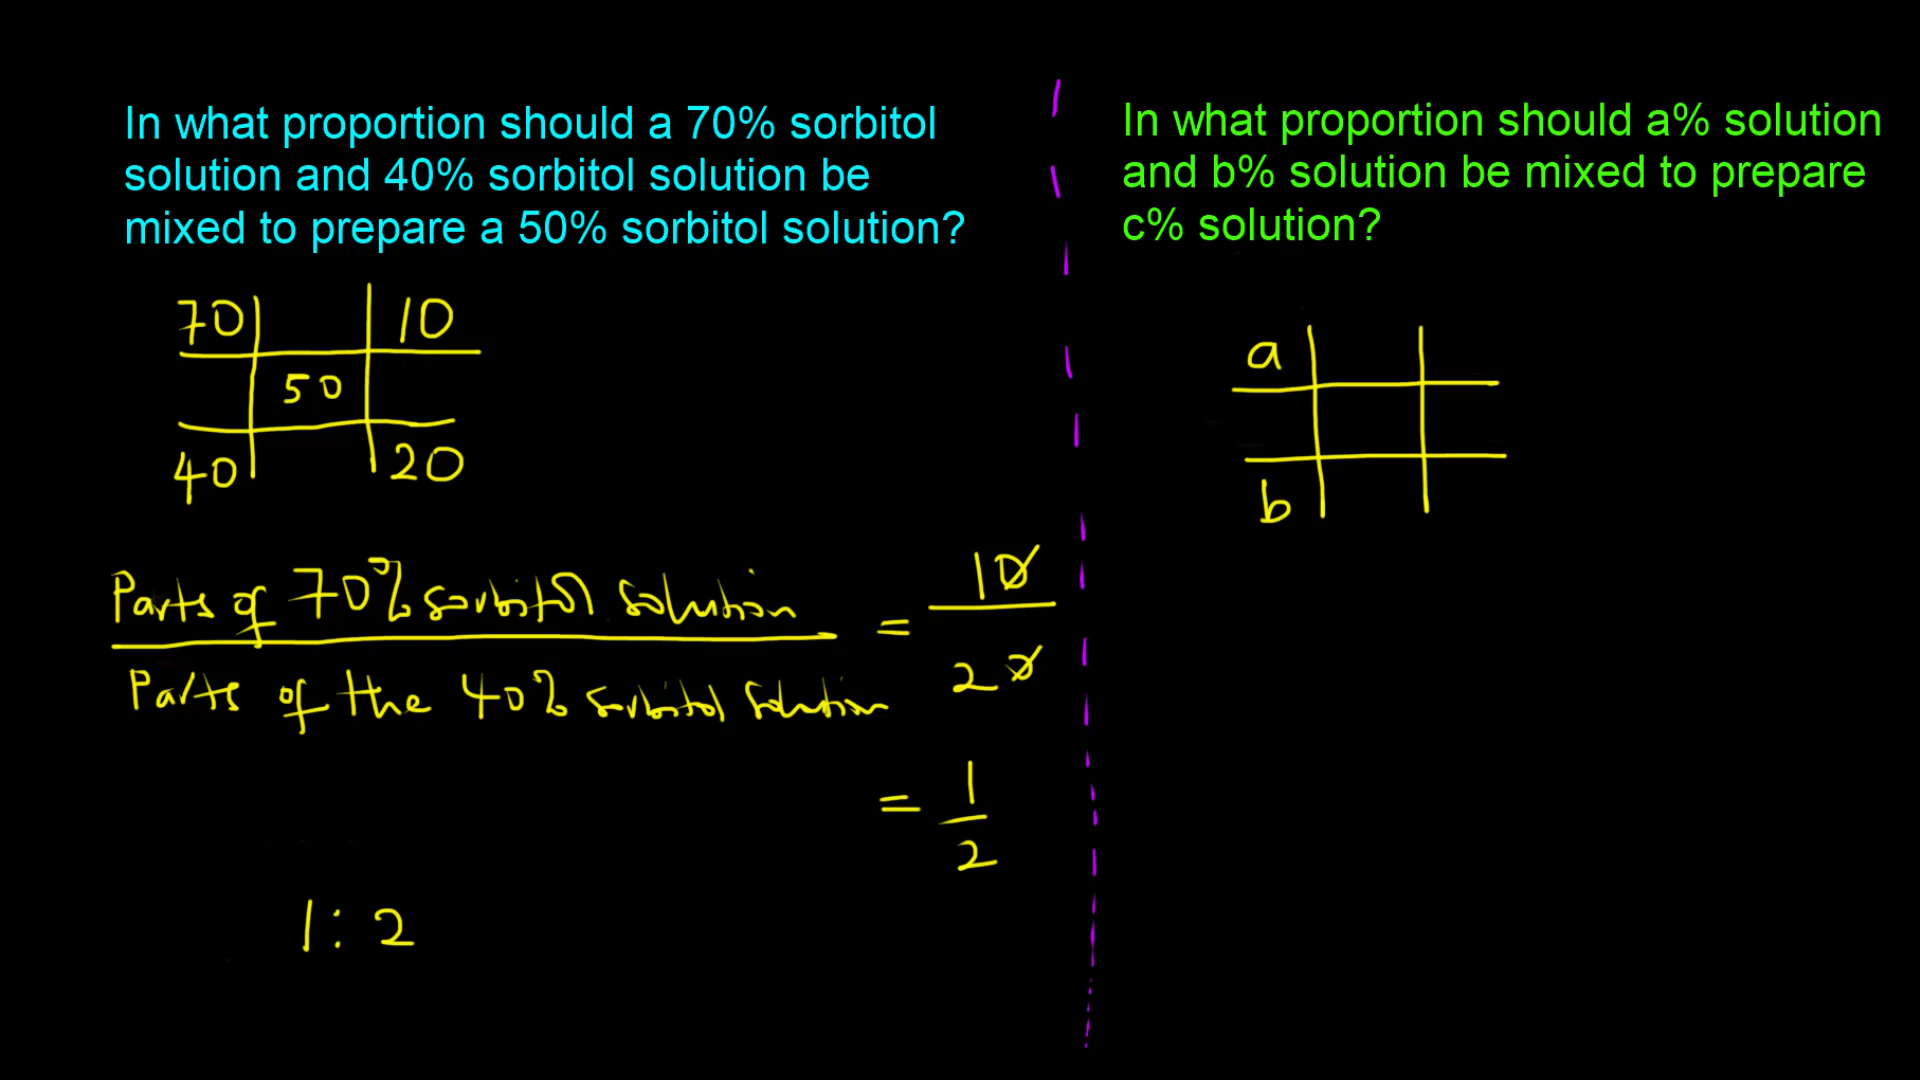 In what proportion should a 70% sorbitol
solution and 40% sorbitol solution be
mixed to prepare a 50% sorbitol solution?
70 10
50
40 20
Parts of 70% sorbitol solution = 10
Parts of the 40% sorbitol solution 20
= 1
2
1 : 2
In what proportion should a% solution
and b% solution be mixed to prepare
c% solution?
a
b